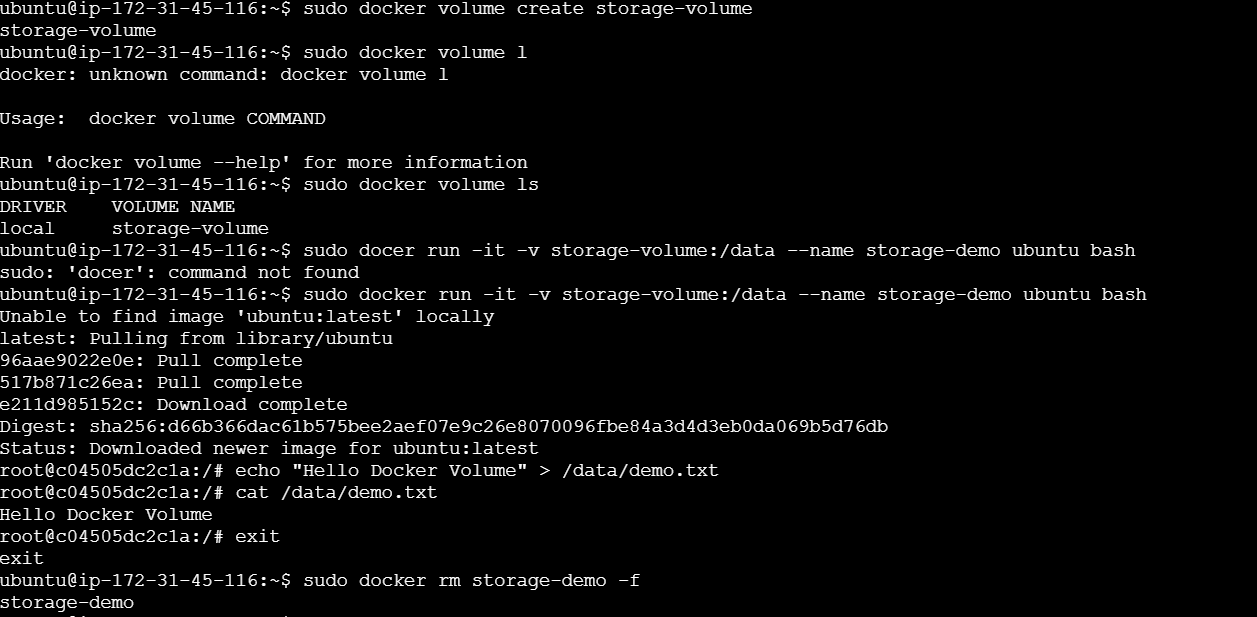 ubuntu@ip-172-31-45-116:~$ sudo docker volume create storage-volume
storage-volume
ubuntu@ip-172-31-45-116:~$ sudo docker volume l
docker: unknown command: docker volume l

Usage:  docker volume COMMAND

Run 'docker volume --help' for more information
ubuntu@ip-172-31-45-116:~$ sudo docker volume ls
DRIVER    VOLUME NAME
local     storage-volume
ubuntu@ip-172-31-45-116:~$ sudo docer run -it -v storage-volume:/data --name storage-demo ubuntu bash
sudo: 'docer': command not found
ubuntu@ip-172-31-45-116:~$ sudo docker run -it -v storage-volume:/data --name storage-demo ubuntu bash
Unable to find image 'ubuntu:latest' locally
latest: Pulling from library/ubuntu
96aae9022e0e: Pull complete
517b871c26ea: Pull complete
e211d985152c: Download complete
Digest: sha256:d66b366dac61b575bee2aef07e9c26e8070096fbe84a3d4d3eb0da069b5d76db
Status: Downloaded newer image for ubuntu:latest
root@c04505dc2c1a:/# echo "Hello Docker Volume" > /data/demo.txt
root@c04505dc2c1a:/# cat /data/demo.txt
Hello Docker Volume
root@c04505dc2c1a:/# exit
exit
ubuntu@ip-172-31-45-116:~$ sudo docker rm storage-demo -f
storage-demo